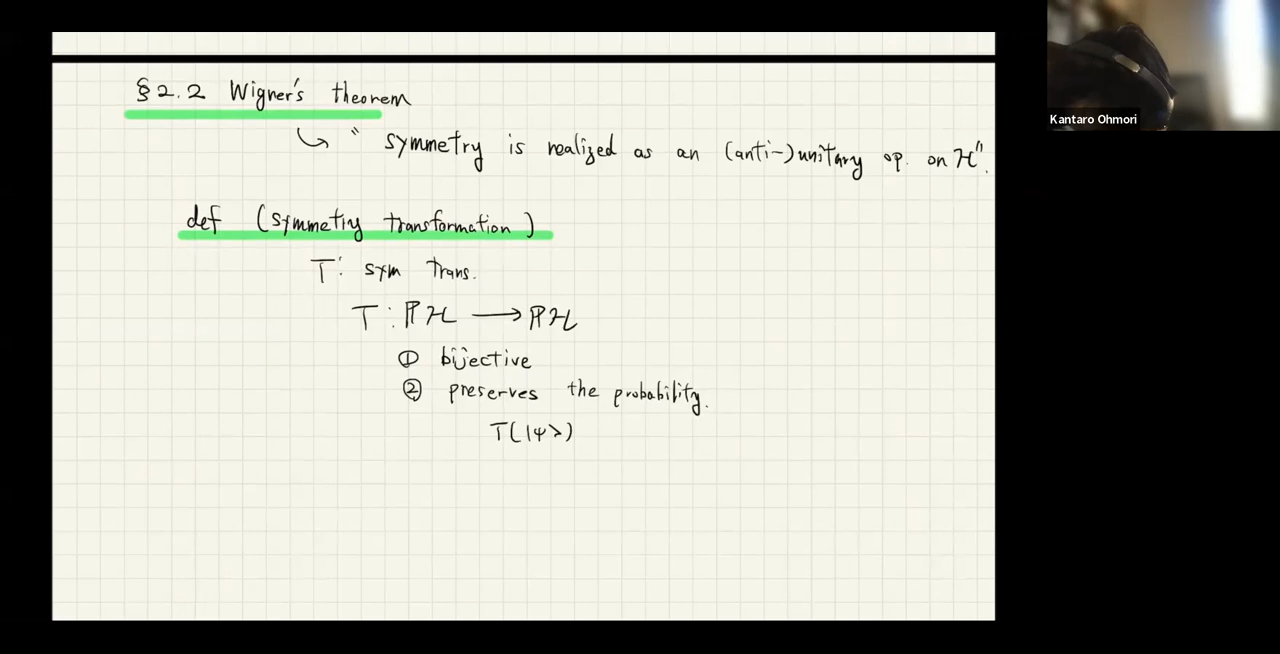 §2.2 Wigner's theorem
↳ " symmetry is realized as an (anti-)unitary op. on ℋ".
def (symmetry transformation)
T: sym trans.
T: ℙℋ ⟶ ℙℋ
① bijective
② preserves the probability.
T(|ψ>)
Kantaro Ohmori